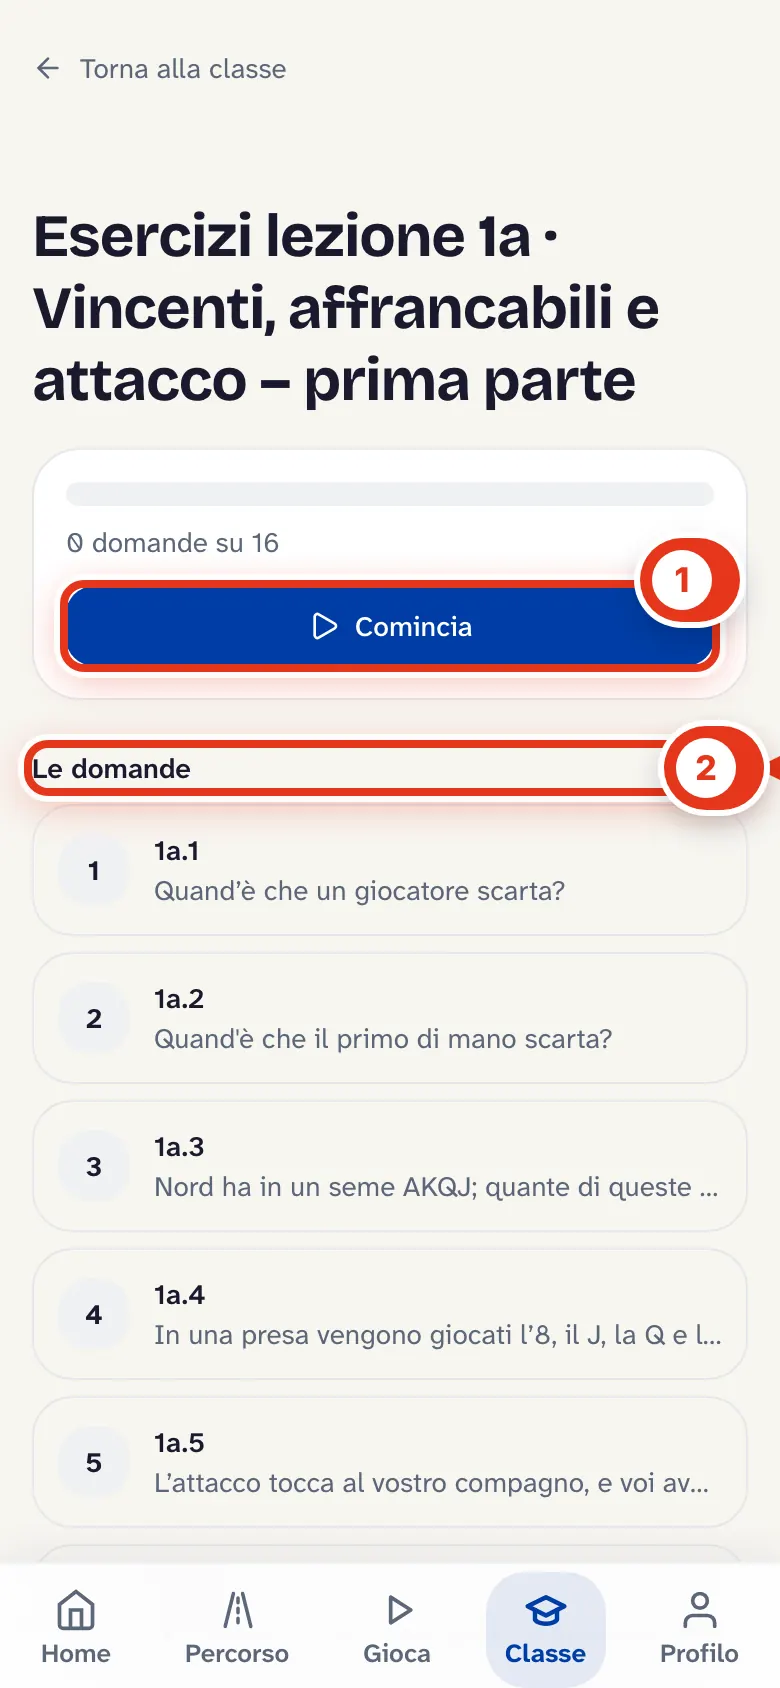 Torna alla classe
Esercizi lezione 1a ·
Vincenti, affrancabili e
attacco – prima parte
0 domande su 16
1
Comincia
Le domande
2
1
1a.1
Quand’è che un giocatore scarta?
2
1a.2
Quand'è che il primo di mano scarta?
3
1a.3
Nord ha in un seme AKQJ; quante di queste ...
4
1a.4
In una presa vengono giocati l’8, il J, la Q e l...
5
1a.5
L’attacco tocca al vostro compagno, e voi av...
Home
Percorso
Gioca
Classe
Profilo